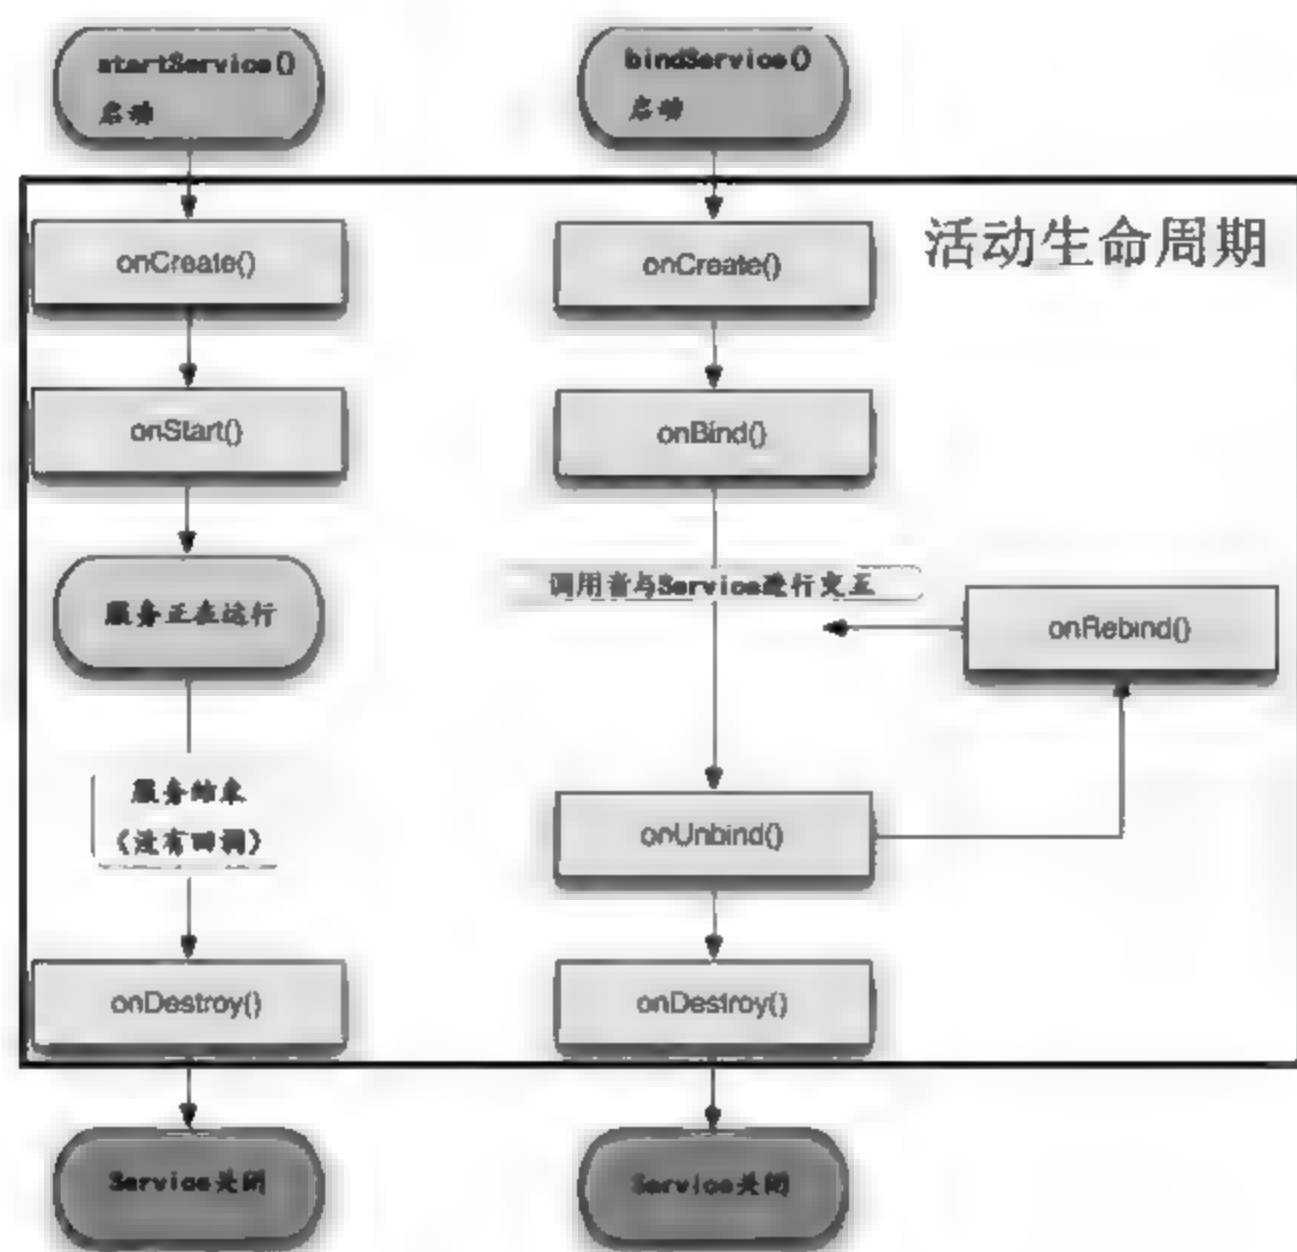 startService()
启动
bindService()
启动
活动生命周期
onCreate()
onCreate()
onStart()
onBind()
调用者与Service进行交互
服务正在运行
onRebind()
服务结束
(没有回调)
onUnbind()
onDestroy()
onDestroy()
Service关闭
Service关闭